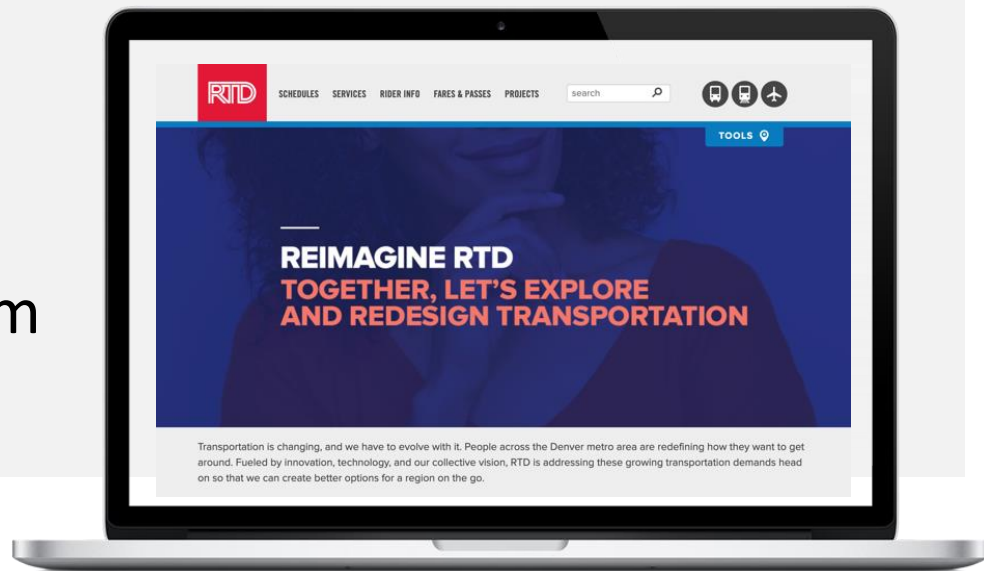 RTD
SCHEDULES SERVICES RIDER INFO FARES & PASSES PROJECTS search
TOOLS
REIMAGINE RTD
TOGETHER, LET'S EXPLORE
AND REDESIGN TRANSPORTATION
m
Transportation is changing, and we have to evolve with it. People across the Denver metro area are redefining how they want to get
around. Fueled by innovation, technology, and our collective vision, RTD is addressing these growing transportation demands head
on so that we can create better options for a region on the go.